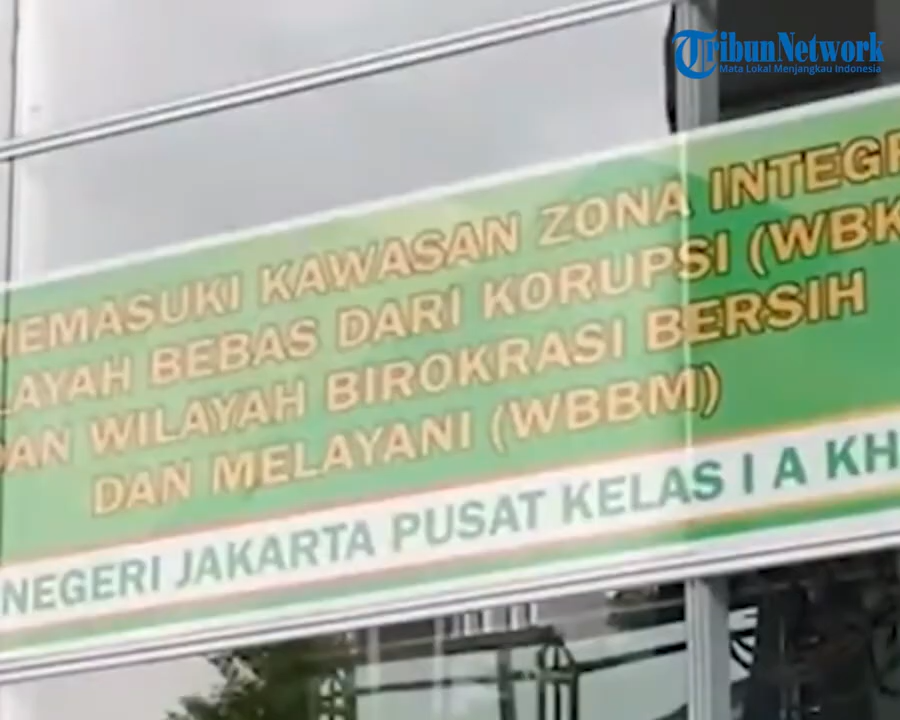 TribunNetwork
Mata Lokal Menjangkau Indonesia
MEMASUKI KAWASAN ZONA INTEGR
LAYAH BEBAS DARI KORUPSI (WBK
DAN WILAYAH BIROKRASI BERSIH
DAN MELAYANI (WBBM)
NEGERI JAKARTA PUSAT KELAS I A KH